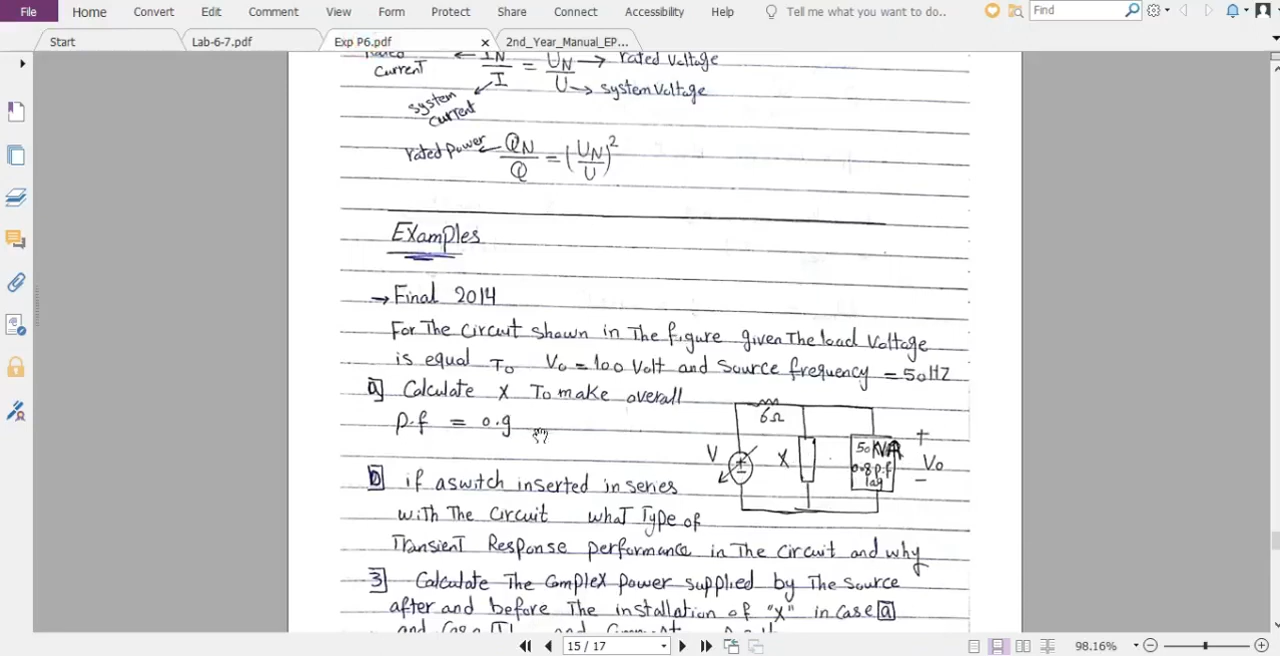 File Home Convert Edit Comment View Form Protect Share Connect Accessibility Help Tell me what you want to do.. Find
Start Lab-6-7.pdf Exp P6.pdf × 2nd_Year_Manual_EP...
Current IN/I = UN/U → rated voltage
→ system voltage
system current
rated power ← QN/Q = (UN/U)²
Examples
→ Final 2014
For The circuit shown in The figure given The load Voltage
is equal To Vo = 100 Volt and source frequency = 50HZ
a] Calculate X To make overall
p.f = 0.9
6Ω
V
X
50KVA
0.8 p.f
lag
+
Vo
-
b] if aswitch inserted in series
with The circuit what Type of
Transient Response performance in The circuit and why
3] Calculate The complex power supplied by The source
after and before The installation of "X" in case [a]
15 / 17 98.16%